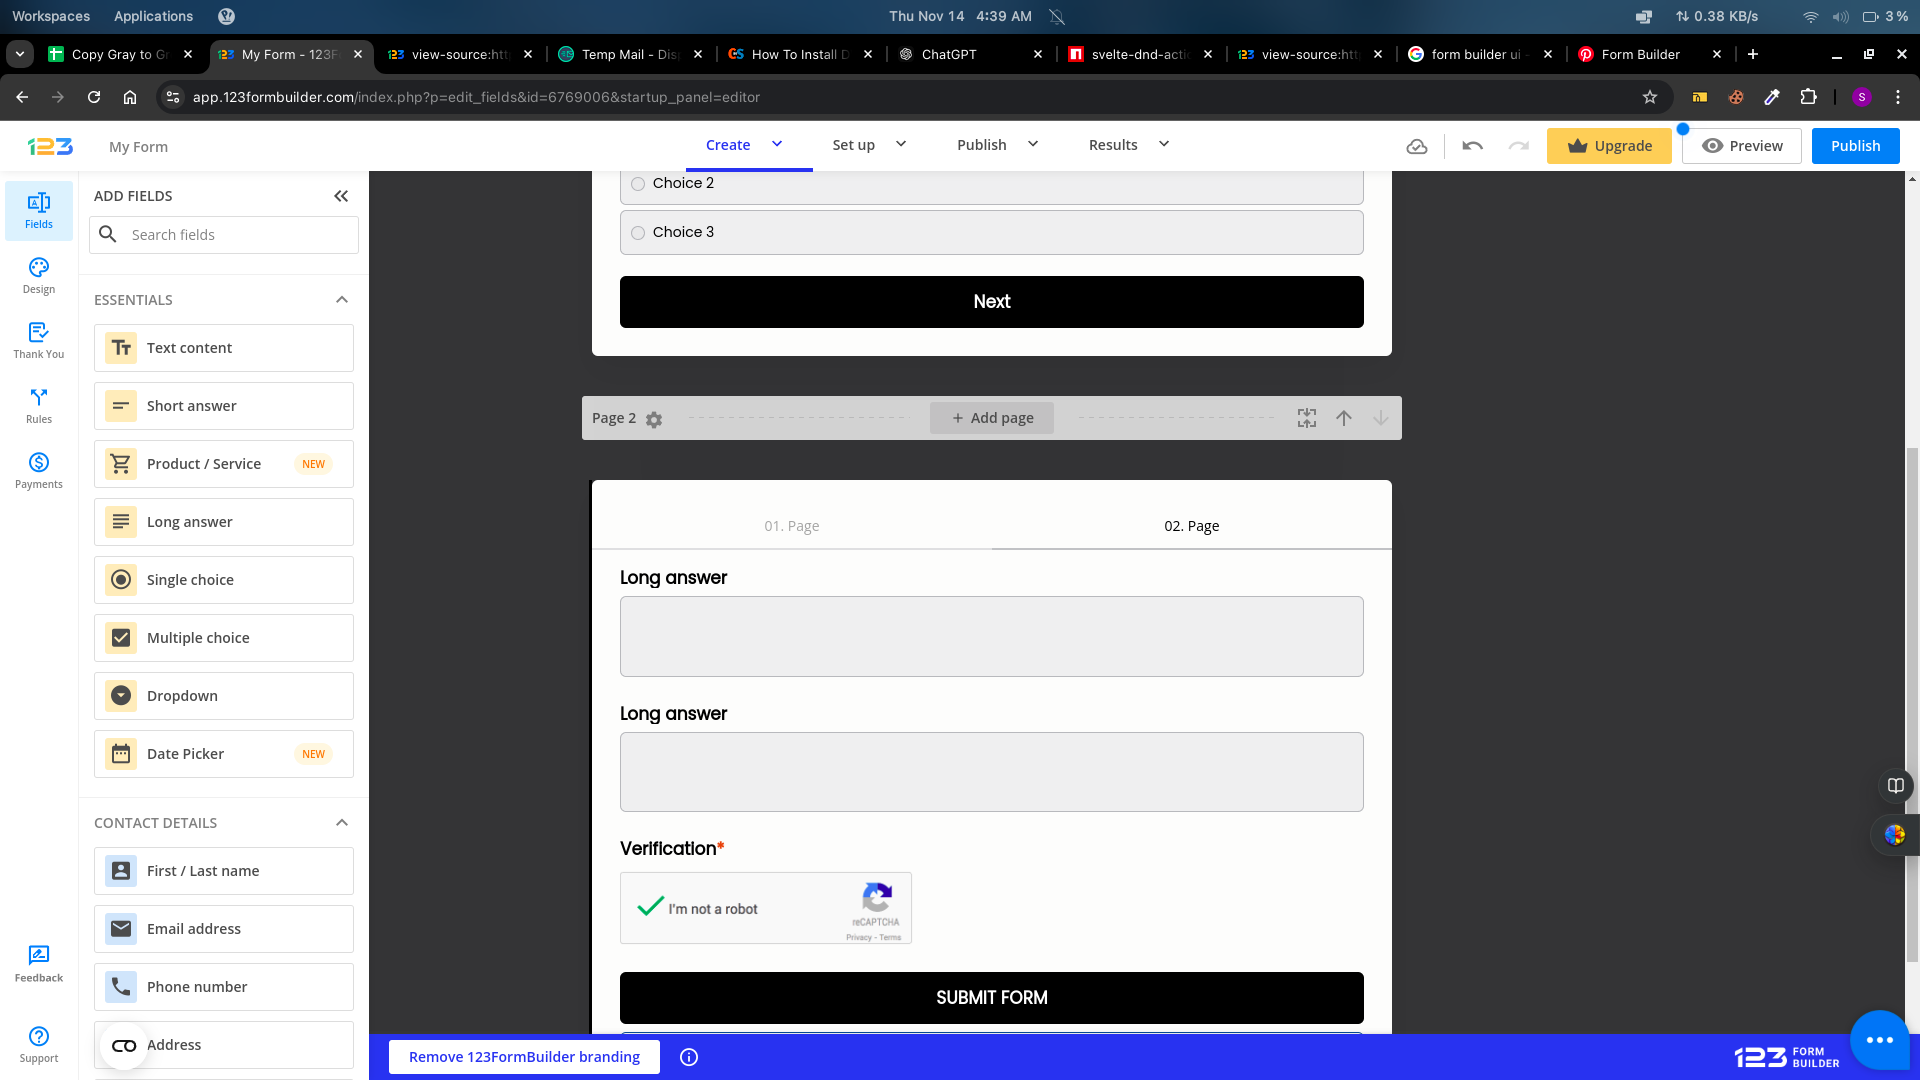 Workspaces Applications Thu Nov 14 4:39 AM 0.38 KB/s 3 %
Copy Gray to Gr My Form - 123F view-source:htt Temp Mail - Dis How To Install D ChatGPT svelte-dnd-actio view-source:htt form builder ui - Form Builder
app.123formbuilder.com/index.php?p=edit_fields&id=6769006&startup_panel=editor S
123 My Form Create Set up Publish Results Upgrade Preview Publish
Fields
Design
Thank You
Rules
Payments
Feedback
Support
ADD FIELDS
Search fields
ESSENTIALS
Text content
Short answer
Product / Service NEW
Long answer
Single choice
Multiple choice
Dropdown
Date Picker NEW
CONTACT DETAILS
First / Last name
Email address
Phone number
Address
Choice 2
Choice 3
Next
Page 2 + Add page
01. Page 02. Page
Long answer
Long answer
Verification*
I'm not a robot
reCAPTCHA
Privacy - Terms
SUBMIT FORM
Remove 123FormBuilder branding
123 FORM
BUILDER